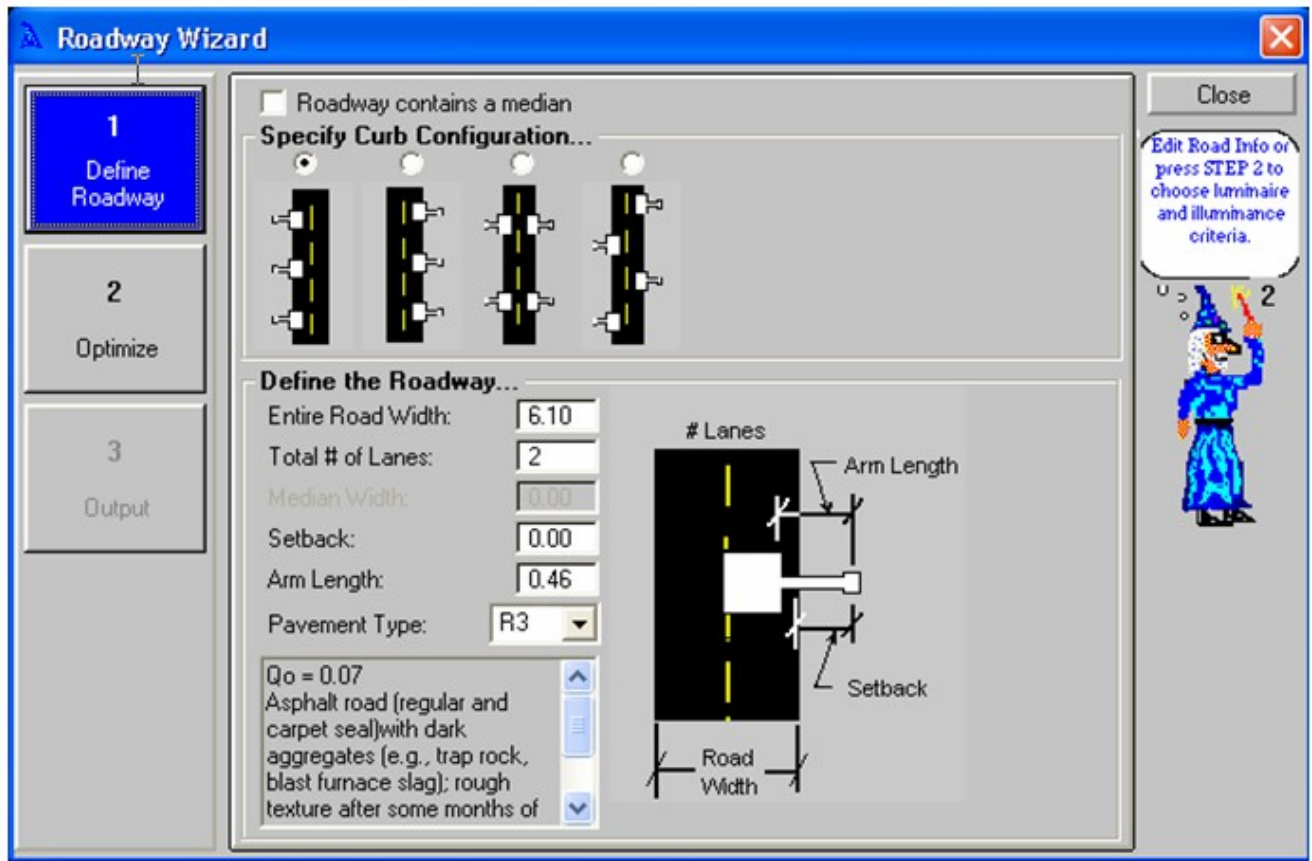 Roadway Wizard
1
Define
Roadway
2
Optimize
3
Output
Roadway contains a median
Specify Curb Configuration...
Define the Roadway...
Entire Road Width: 6.10
Total # of Lanes: 2
Median Width: 0.00
Setback: 0.00
Arm Length: 0.46
Pavement Type: R3
Qo = 0.07
Asphalt road (regular and
carpet seal)with dark
aggregates (e.g., trap rock,
blast furnace slag); rough
texture after some months of
# Lanes
Arm Length
Setback
Road
Width
Close
Edit Road Info or
press STEP 2 to
choose luminaire
and illuminance
criteria.
2